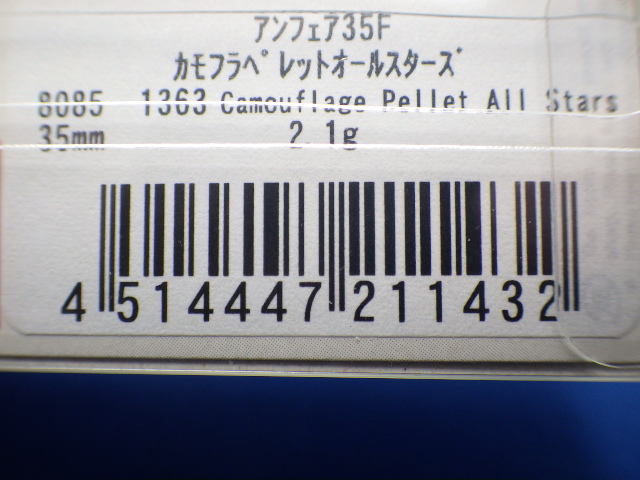 アンフェア35F
カモフラペレットオールスターズ
8085 1363 Camouflage Pellet All Stars
35mm 2.1g
4 514447 211432